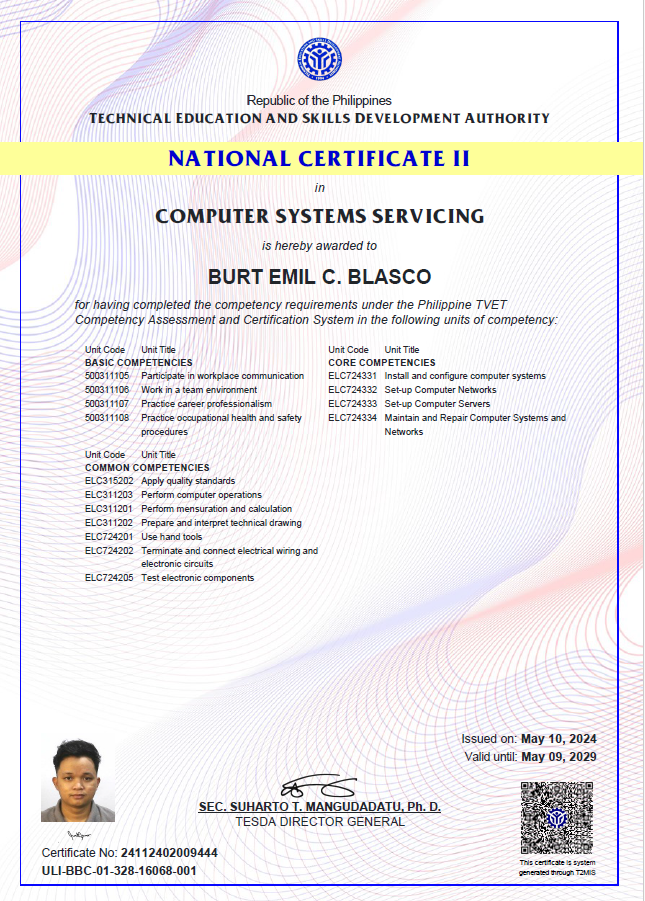 Republic of the Philippines
TECHNICAL EDUCATION AND SKILLS DEVELOPMENT AUTHORITY
NATIONAL CERTIFICATE II
in
COMPUTER SYSTEMS SERVICING
is hereby awarded to
BURT EMIL C. BLASCO
for having completed the competency requirements under the Philippine TVET
Competency Assessment and Certification System in the following units of competency:
Unit Code Unit Title
BASIC COMPETENCIES
500311105 Participate in workplace communication
500311106 Work in a team environment
500311107 Practice career professionalism
500311108 Practice occupational health and safety
procedures
Unit Code Unit Title
COMMON COMPETENCIES
ELC315202 Apply quality standards
ELC311203 Perform computer operations
ELC311201 Perform mensuration and calculation
ELC311202 Prepare and interpret technical drawing
ELC724201 Use hand tools
ELC724202 Terminate and connect electrical wiring and
electronic circuits
ELC724205 Test electronic components
Unit Code Unit Title
CORE COMPETENCIES
ELC724331 Install and configure computer systems
ELC724332 Set-up Computer Networks
ELC724333 Set-up Computer Servers
ELC724334 Maintain and Repair Computer Systems and
Networks
Issued on: May 10, 2024
Valid until: May 09, 2029
SEC. SUHARTO T. MANGUDADATU, Ph. D.
TESDA DIRECTOR GENERAL
Certificate No: 24112402009444
ULI-BBC-01-328-16068-001
This certificate is system
generated through T2MIS